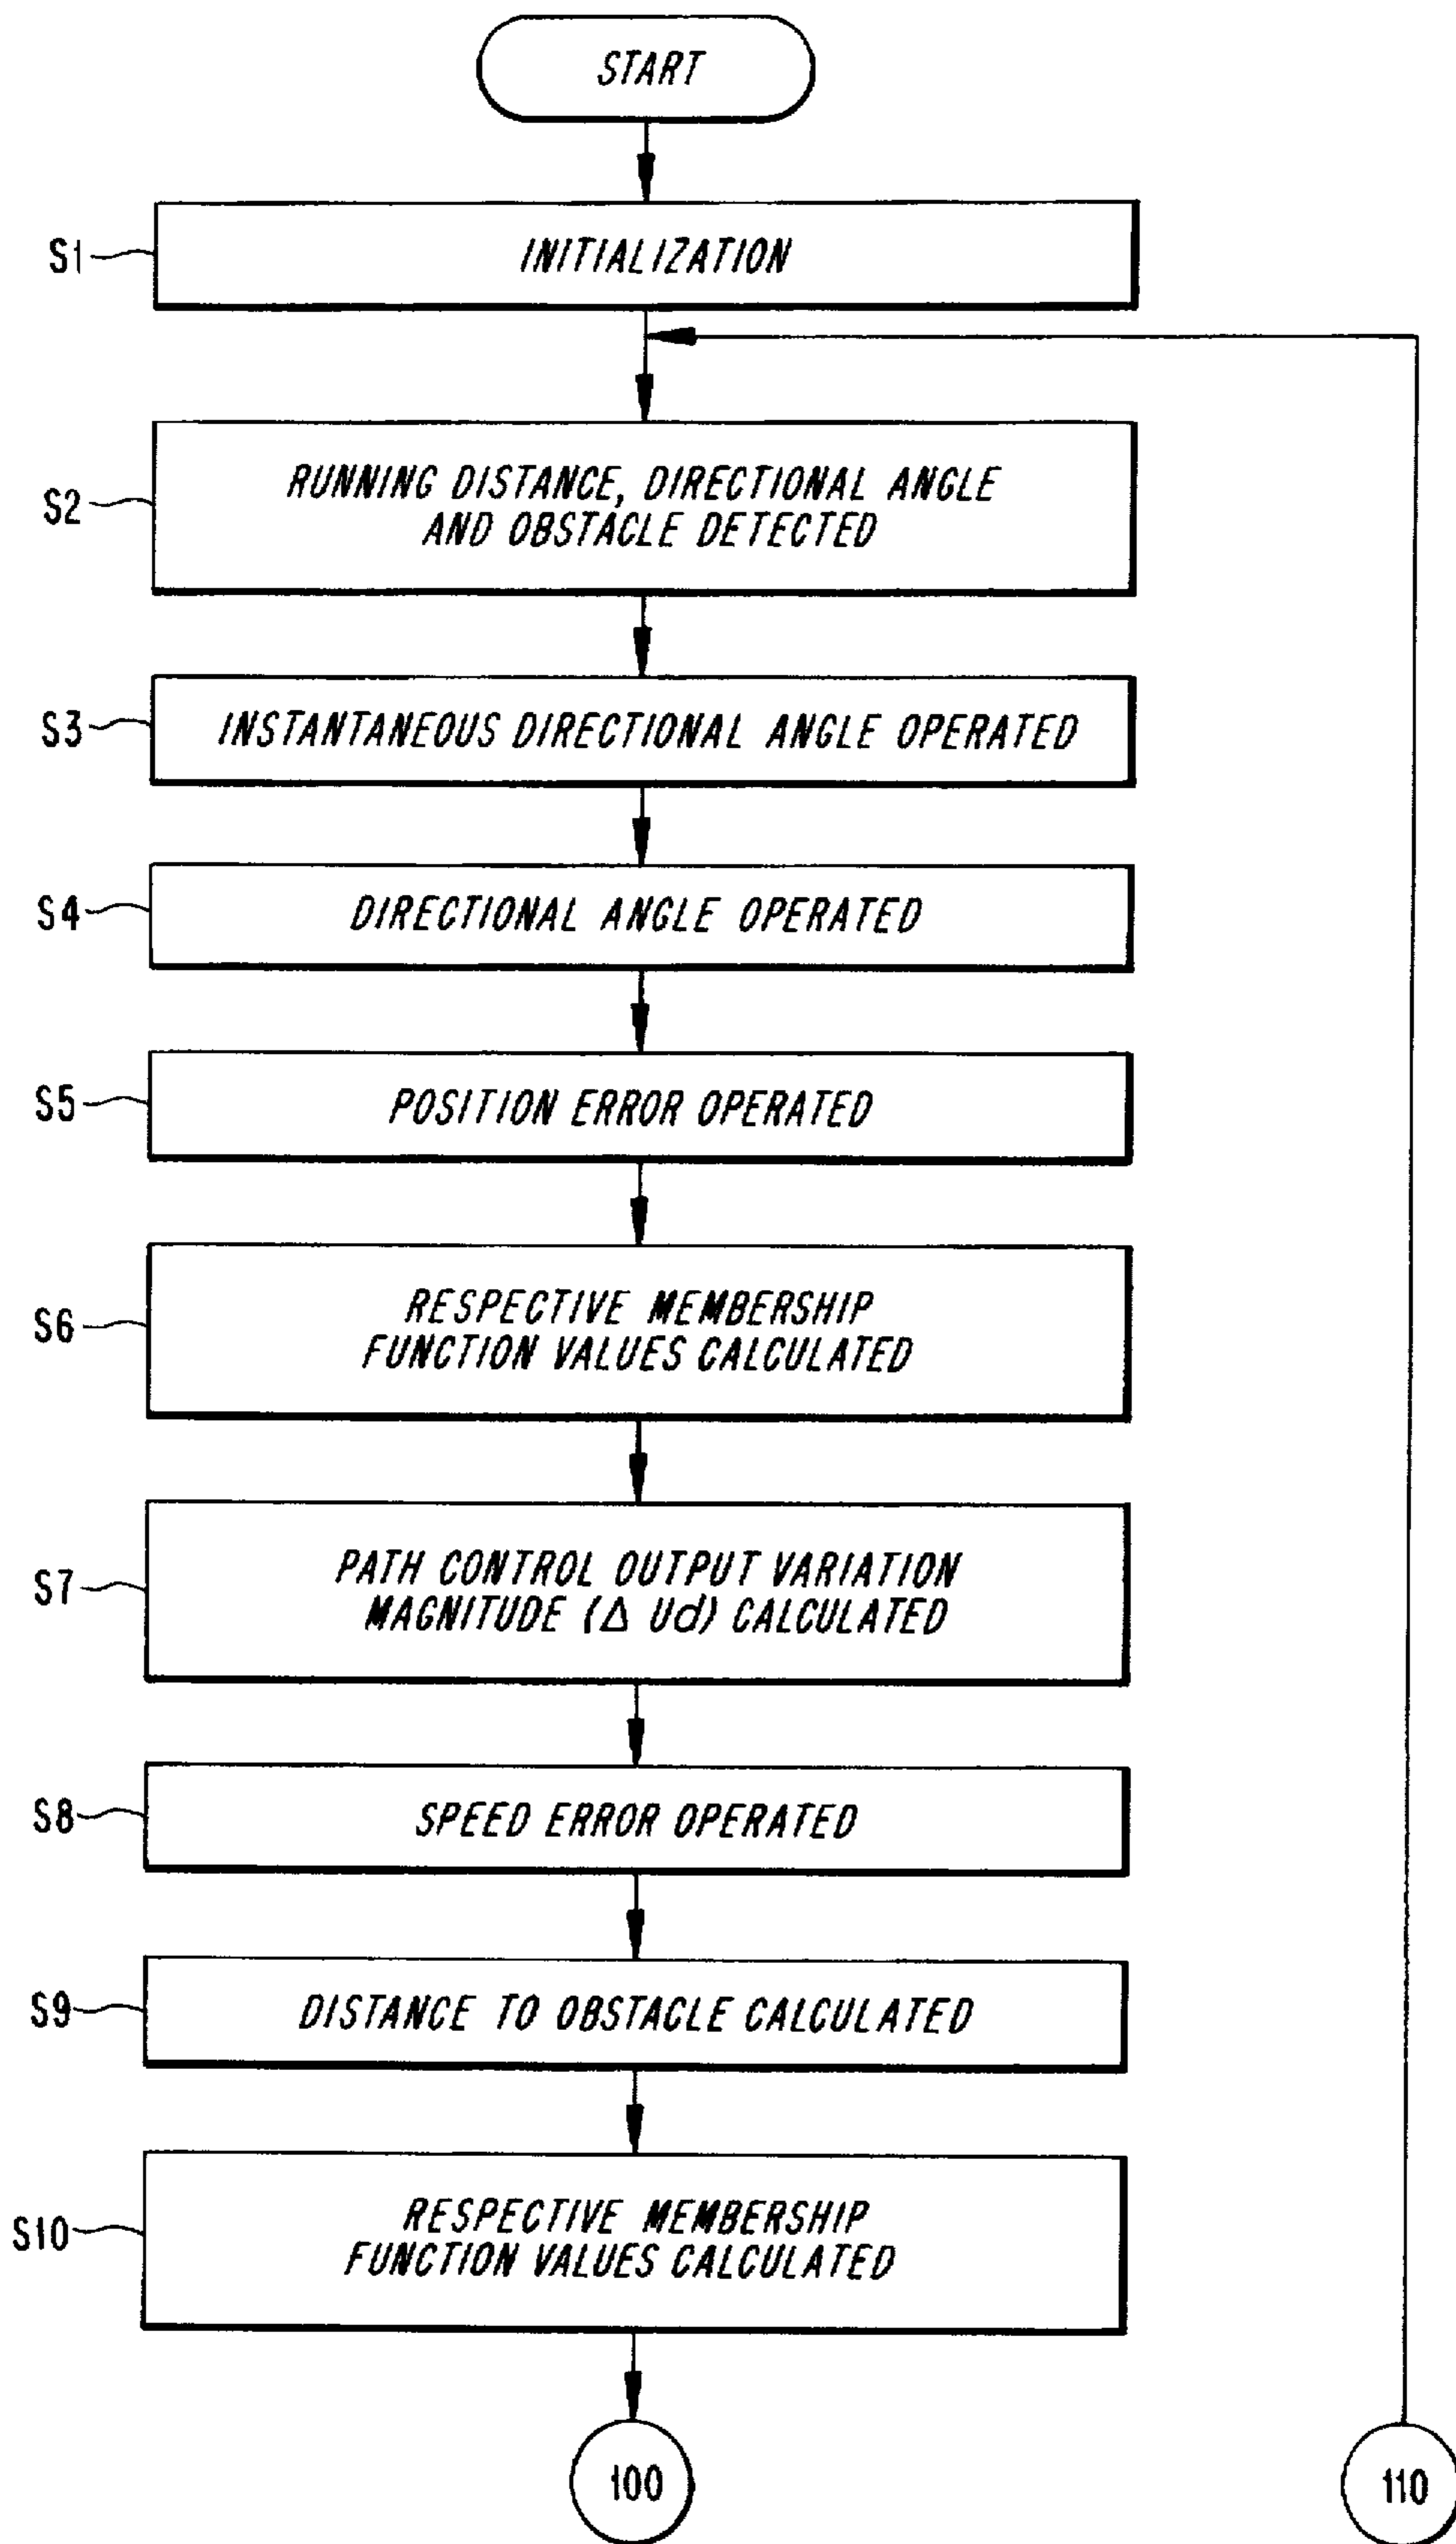 START
S1
INITIALIZATION
S2
RUNNING DISTANCE, DIRECTIONAL ANGLE
AND OBSTACLE DETECTED
S3
INSTANTANEOUS DIRECTIONAL ANGLE OPERATED
S4
DIRECTIONAL ANGLE OPERATED
S5
POSITION ERROR OPERATED
S6
RESPECTIVE MEMBERSHIP
FUNCTION VALUES CALCULATED
S7
PATH CONTROL OUTPUT VARIATION
MAGNITUDE (Δ Ud) CALCULATED
S8
SPEED ERROR OPERATED
S9
DISTANCE TO OBSTACLE CALCULATED
S10
RESPECTIVE MEMBERSHIP
FUNCTION VALUES CALCULATED
100
110